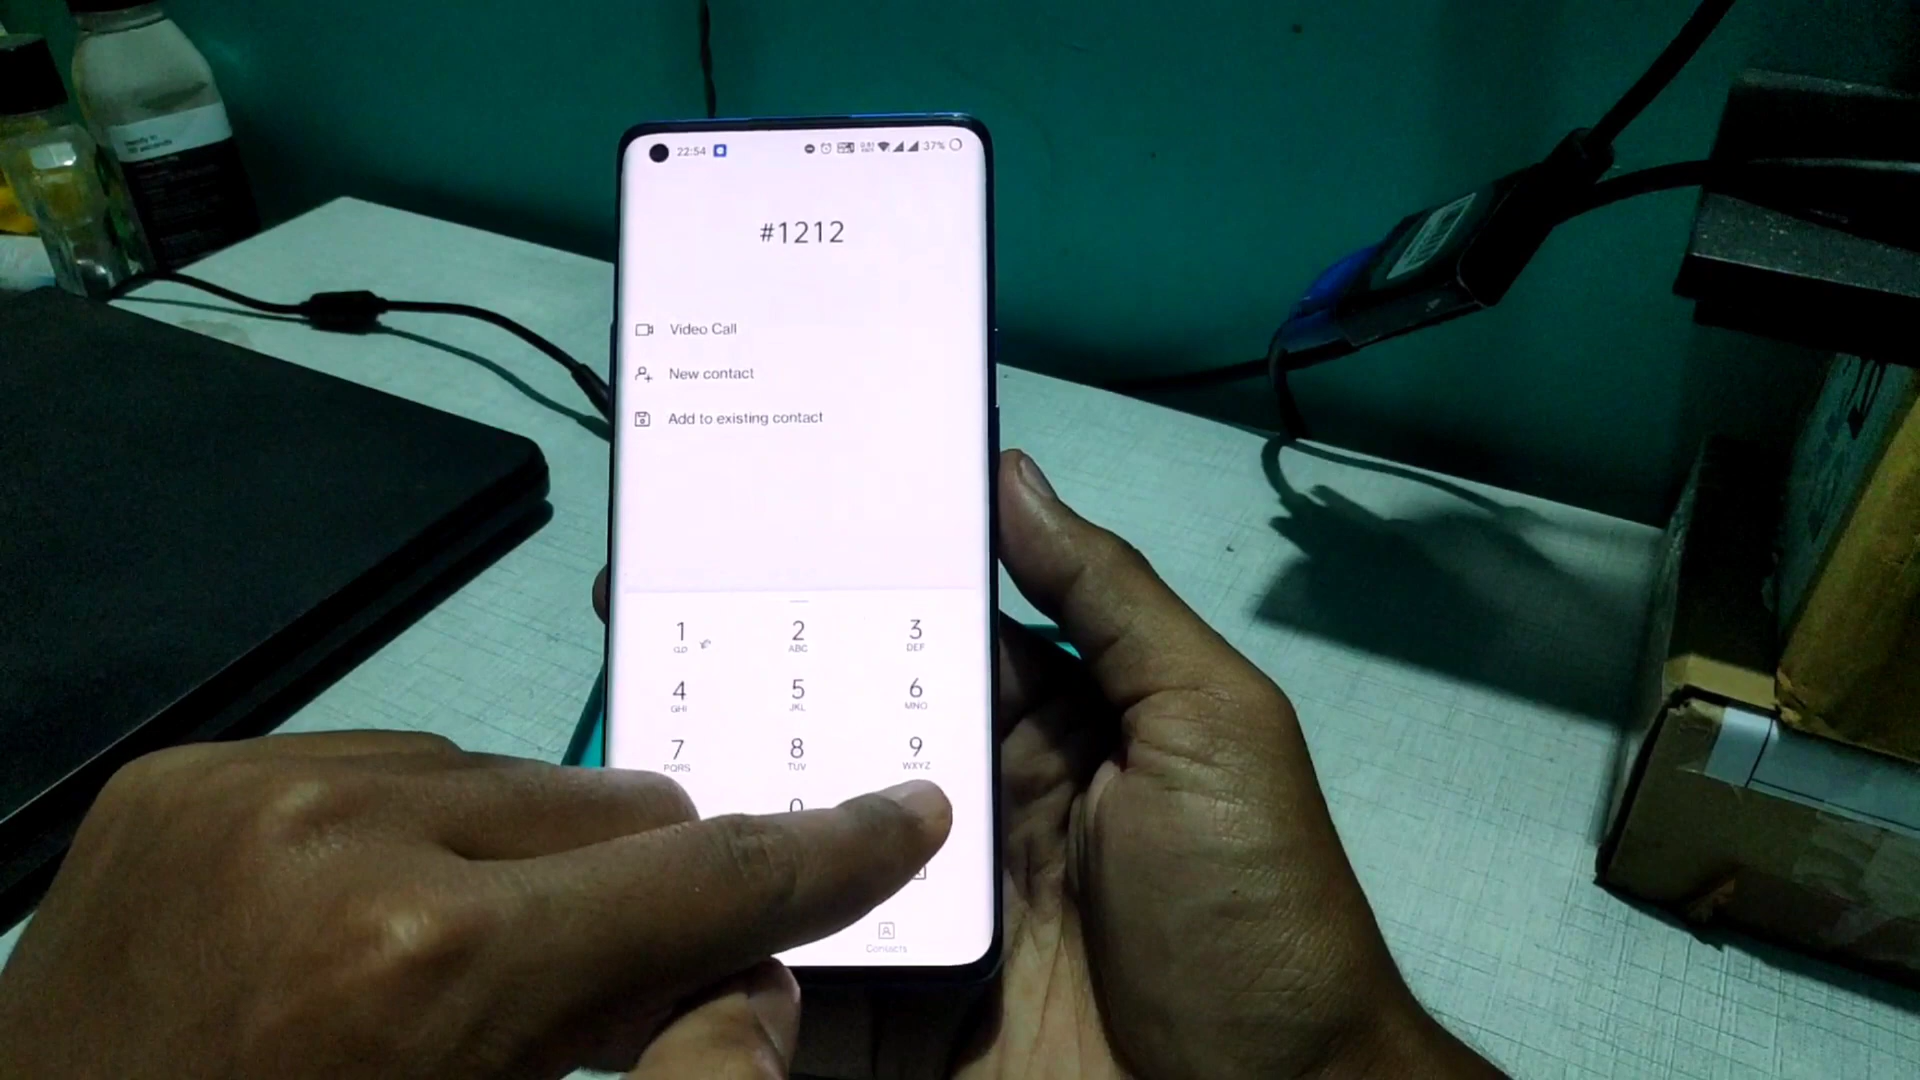 22:54
37%
#1212
Video Call
New contact
Add to existing contact
1
2
ABC
3
DEF
4
GHI
5
JKL
6
MNO
7
PQRS
8
TUV
9
WXYZ
0
Contacts